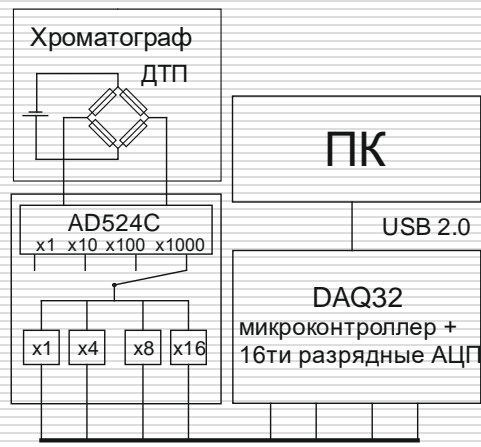 Хроматограф
ДТП
ПК
USB 2.0
AD524C
x1 x10 x100 x1000
x1 x4 x8 x16
DAQ32
микроконтроллер +
16ти разрядные АЦП